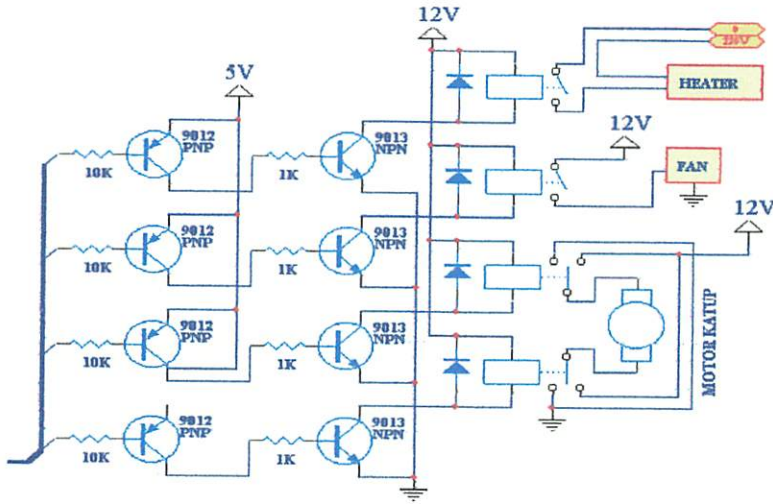 12V
220V
HEATER
5V
9012
PNP
10K
9013
NPN
1K
12V
FAN
9012
PNP
10K
9013
NPN
1K
12V
9012
PNP
10K
9013
NPN
1K
MOTOR KATUP
9012
PNP
10K
9013
NPN
1K